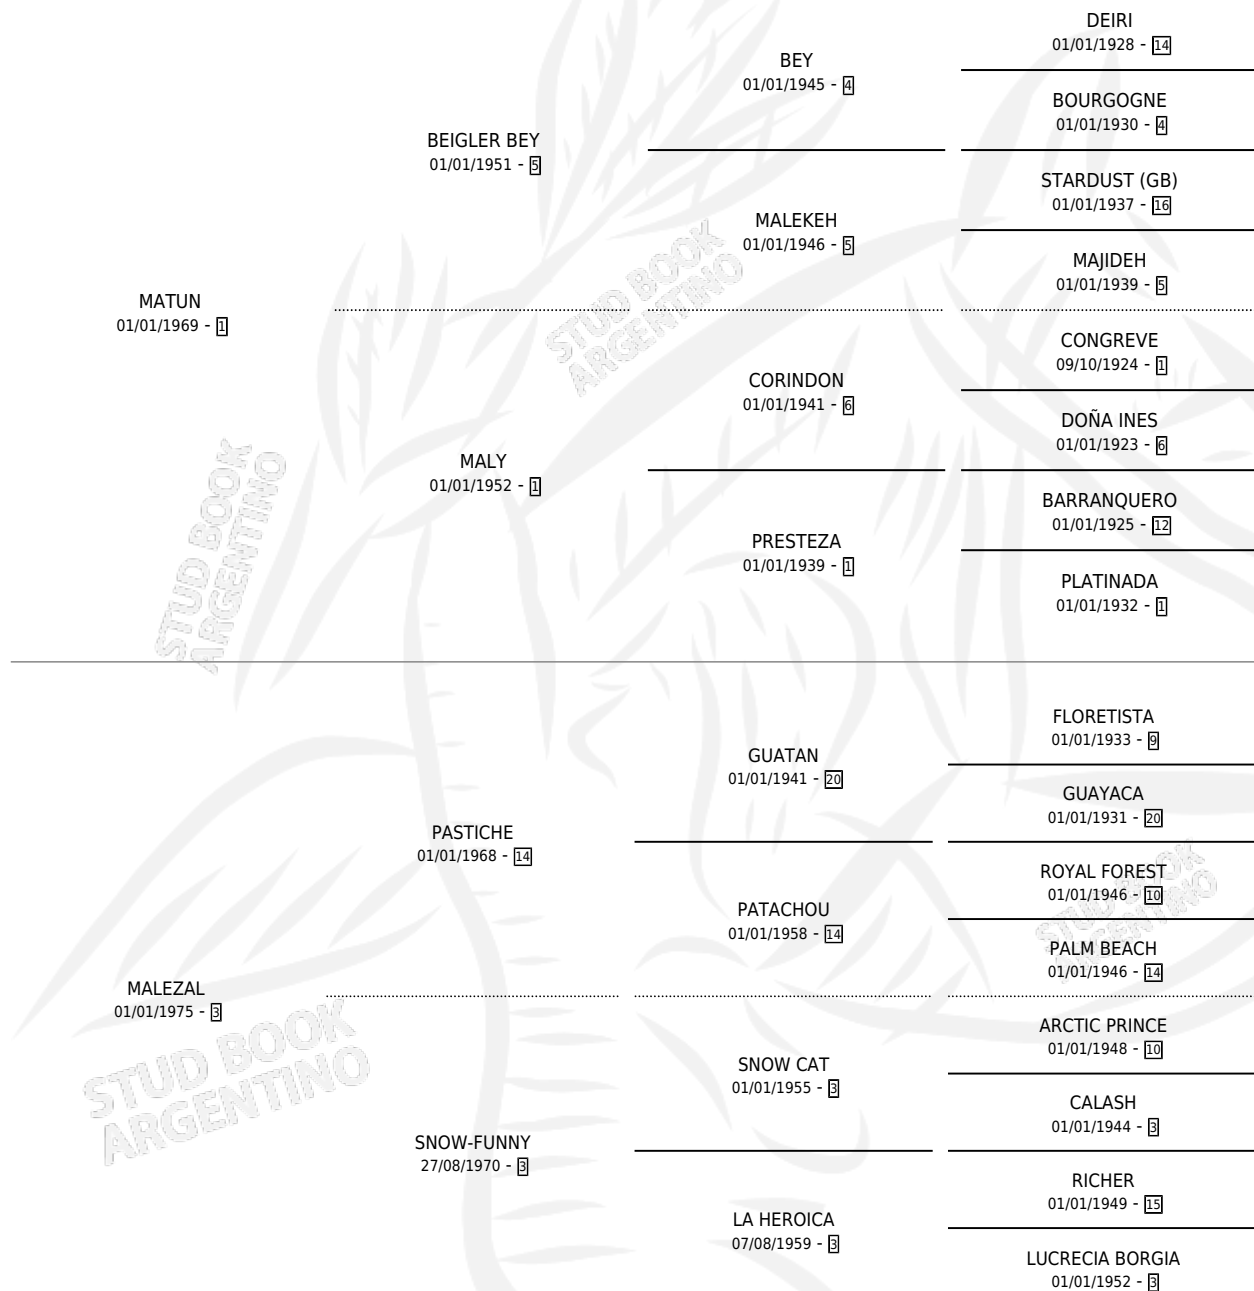 DEIRI
01/01/1928 - 14
BEY
01/01/1945 - 4
BOURGOGNE
01/01/1930 - 4
BEIGLER BEY
01/01/1951 - 5
STARDUST (GB)
01/01/1937 - 16
MALEKEH
01/01/1946 - 5
MAJIDEH
01/01/1939 - 5
MATUN
01/01/1969 - 1
CONGREVE
09/10/1924 - 1
CORINDON
01/01/1941 - 6
DOÑA INES
01/01/1923 - 6
MALY
01/01/1952 - 1
BARRANQUERO
01/01/1925 - 12
PRESTEZA
01/01/1939 - 1
PLATINADA
01/01/1932 - 1
FLORETISTA
01/01/1933 - 9
GUATAN
01/01/1941 - 20
GUAYACA
01/01/1931 - 20
PASTICHE
01/01/1968 - 14
ROYAL FOREST
01/01/1946 - 10
PATACHOU
01/01/1958 - 14
PALM BEACH
01/01/1946 - 14
MALEZAL
01/01/1975 - 3
ARCTIC PRINCE
01/01/1948 - 10
SNOW CAT
01/01/1955 - 3
CALASH
01/01/1944 - 3
SNOW-FUNNY
27/08/1970 - 3
RICHER
01/01/1949 - 15
LA HEROICA
07/08/1959 - 3
LUCRECIA BORGIA
01/01/1952 - 3
STUD BOOK
ARGENTINO
STUD BOOK
ARGENTINO
STUD BOOK
ARGENTINO
STUD BOOK
ARGENTINO